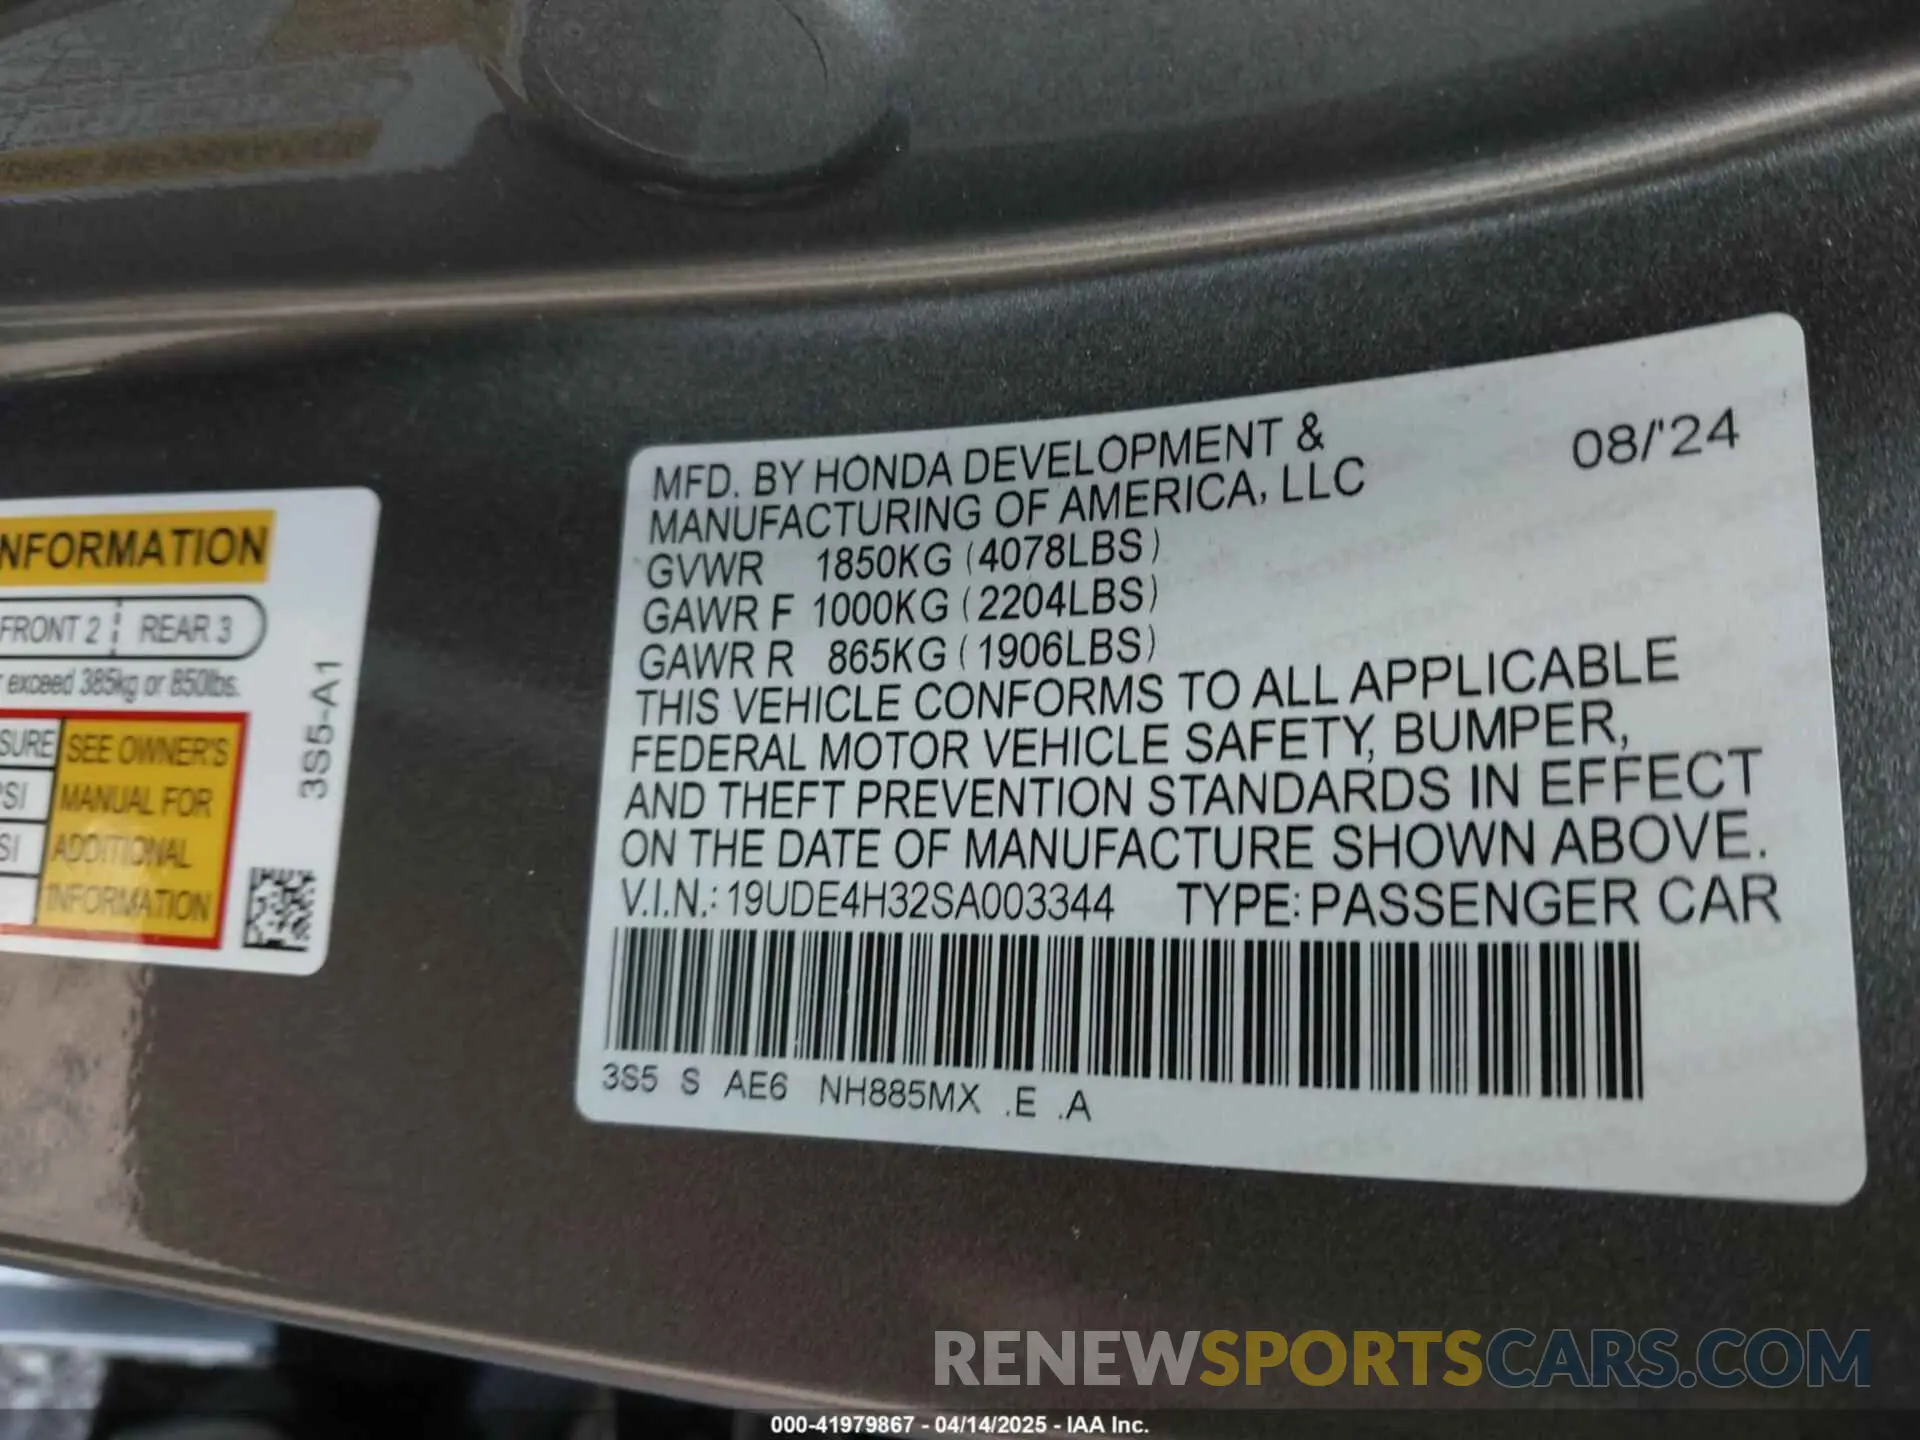 NFORMATION
FRONT 2 REAR 3
exceed 385kg or 850lbs.
SURE SEE OWNER'S
PSI MANUAL FOR
SI ADDITIONAL
INFORMATION
3S5-A1
MFD. BY HONDA DEVELOPMENT & 08/'24
MANUFACTURING OF AMERICA, LLC
GVWR 1850KG (4078LBS)
GAWR F 1000KG (2204LBS)
GAWR R 865KG (1906LBS)
THIS VEHICLE CONFORMS TO ALL APPLICABLE
FEDERAL MOTOR VEHICLE SAFETY, BUMPER,
AND THEFT PREVENTION STANDARDS IN EFFECT
ON THE DATE OF MANUFACTURE SHOWN ABOVE.
V.I.N.: 19UDE4H32SA003344 TYPE: PASSENGER CAR
3S5 S AE6 NH885MX .E .A
RENEWSPORTSCARS.COM
000-41979867 - 04/14/2025 - IAA Inc.